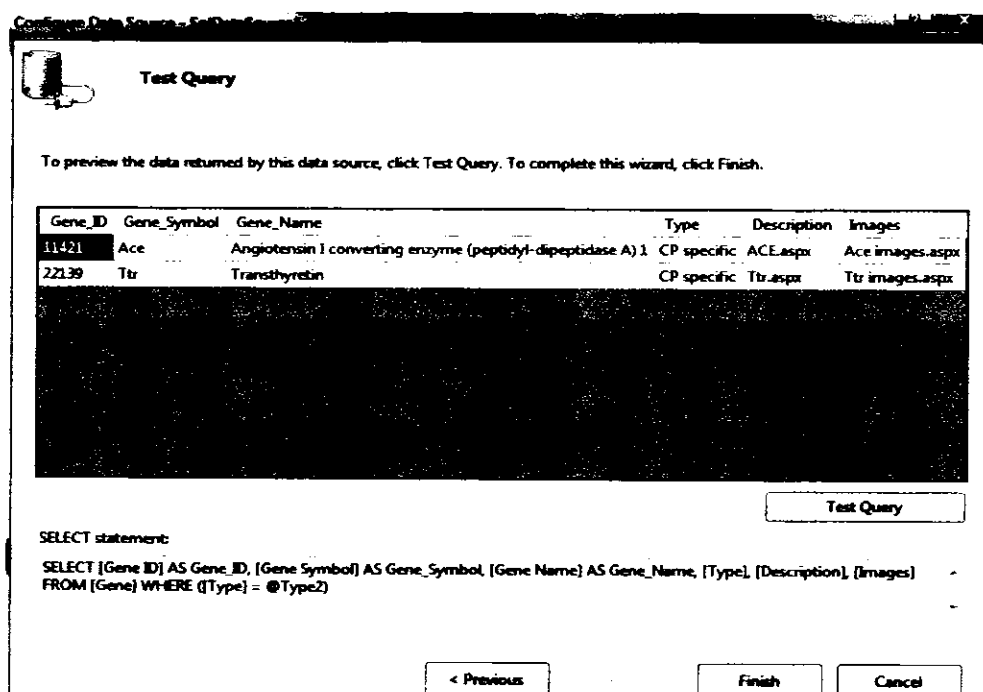 Configure Data Source - SqlDataSource
Test Query
To preview the data returned by this data source, click Test Query. To complete this wizard, click Finish.
Gene_ID Gene_Symbol Gene_Name Type Description Images
11421 Ace Angiotensin I converting enzyme (peptidyl-dipeptidase A) 1 CP specific ACE.aspx Ace images.aspx
22139 Ttr Transthyretin CP specific Ttr.aspx Ttr images.aspx
Test Query
SELECT statement:
SELECT [Gene ID] AS Gene_ID, [Gene Symbol] AS Gene_Symbol, [Gene Name] AS Gene_Name, [Type], [Description], [Images]
FROM [Gene] WHERE ([Type] = @Type2)
< Previous Finish Cancel